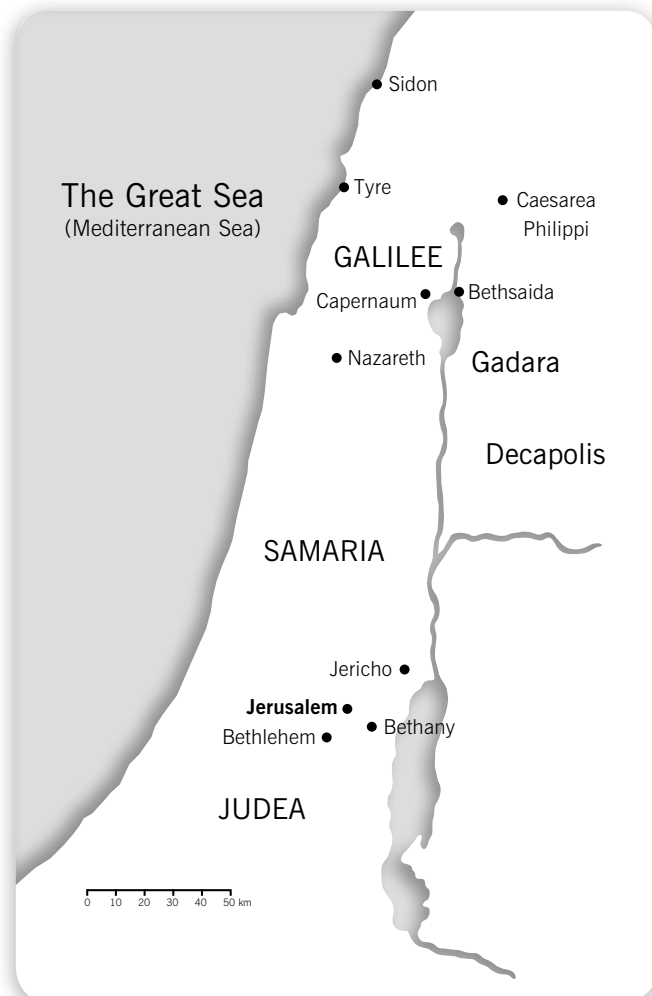 Sidon
The Great Sea
(Mediterranean Sea)
Tyre
Caesarea
Philippi
GALILEE
Capernaum
Bethsaida
Nazareth
Gadara
Decapolis
SAMARIA
Jericho
Jerusalem
Bethany
Bethlehem
JUDEA
0 10 20 30 40 50 km